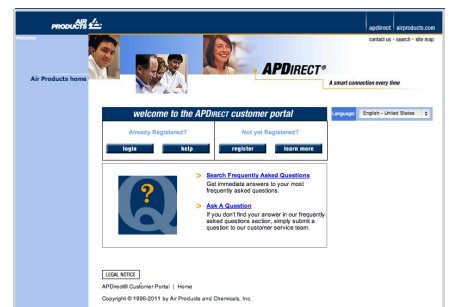 PRODUCTS
AIR
apdirect airproducts.com
Welcome
contact us - search - site map
Air Products home
APDIRECT®
A smart connection every time
welcome to the APDIRECT customer portal
Language: English - United States
Already Registered?
Not yet Registered?
login
help
register
learn more
?
Q
> Search Frequently Asked Questions
Get immediate answers to your most
frequently asked questions.
> Ask A Question
If you don't find your answer in our frequently
asked questions section, simply submit a
question to our customer service team.
LEGAL NOTICE
APDirect® Customer Portal | Home
Copyright © 1996-2011 by Air Products and Chemicals, Inc.